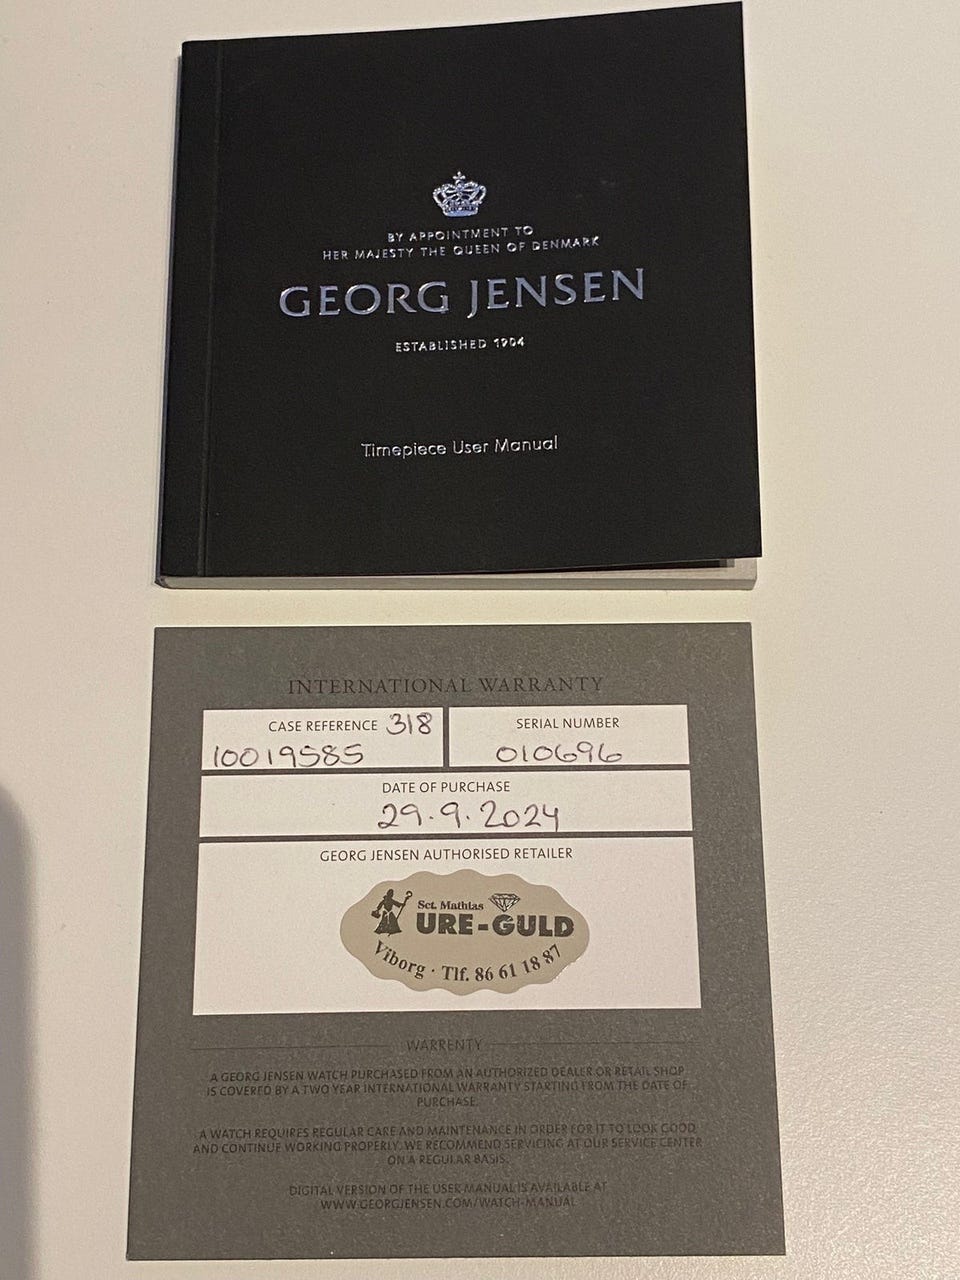 BY APPOINTMENT TO
HER MAJESTY THE QUEEN OF DENMARK
GEORG JENSEN
ESTABLISHED 1904
Timepiece User Manual
INTERNATIONAL WARRANTY
CASE REFERENCE 318
10019585
SERIAL NUMBER
010696
DATE OF PURCHASE
29.9.2024
GEORG JENSEN AUTHORISED RETAILER
Sct. Mathias
URE-GULD
Viborg · Tlf. 86 61 18 87
WARRENTY
A GEORG JENSEN WATCH PURCHASED FROM AN AUTHORIZED DEALER OR RETAIL SHOP
IS COVERED BY A TWO YEAR INTERNATIONAL WARRANTY STARTING FROM THE DATE OF
PURCHASE.
A WATCH REQUIRES REGULAR CARE AND MAINTENANCE IN ORDER FOR IT TO LOOK GOOD
AND CONTINUE WORKING PROPERLY. WE RECOMMEND SERVICING AT OUR SERVICE CENTER
ON A REGULAR BASIS.
DIGITAL VERSION OF THE USER MANUAL IS AVAILABLE AT
WWW.GEORGJENSEN.COM/WATCH-MANUAL